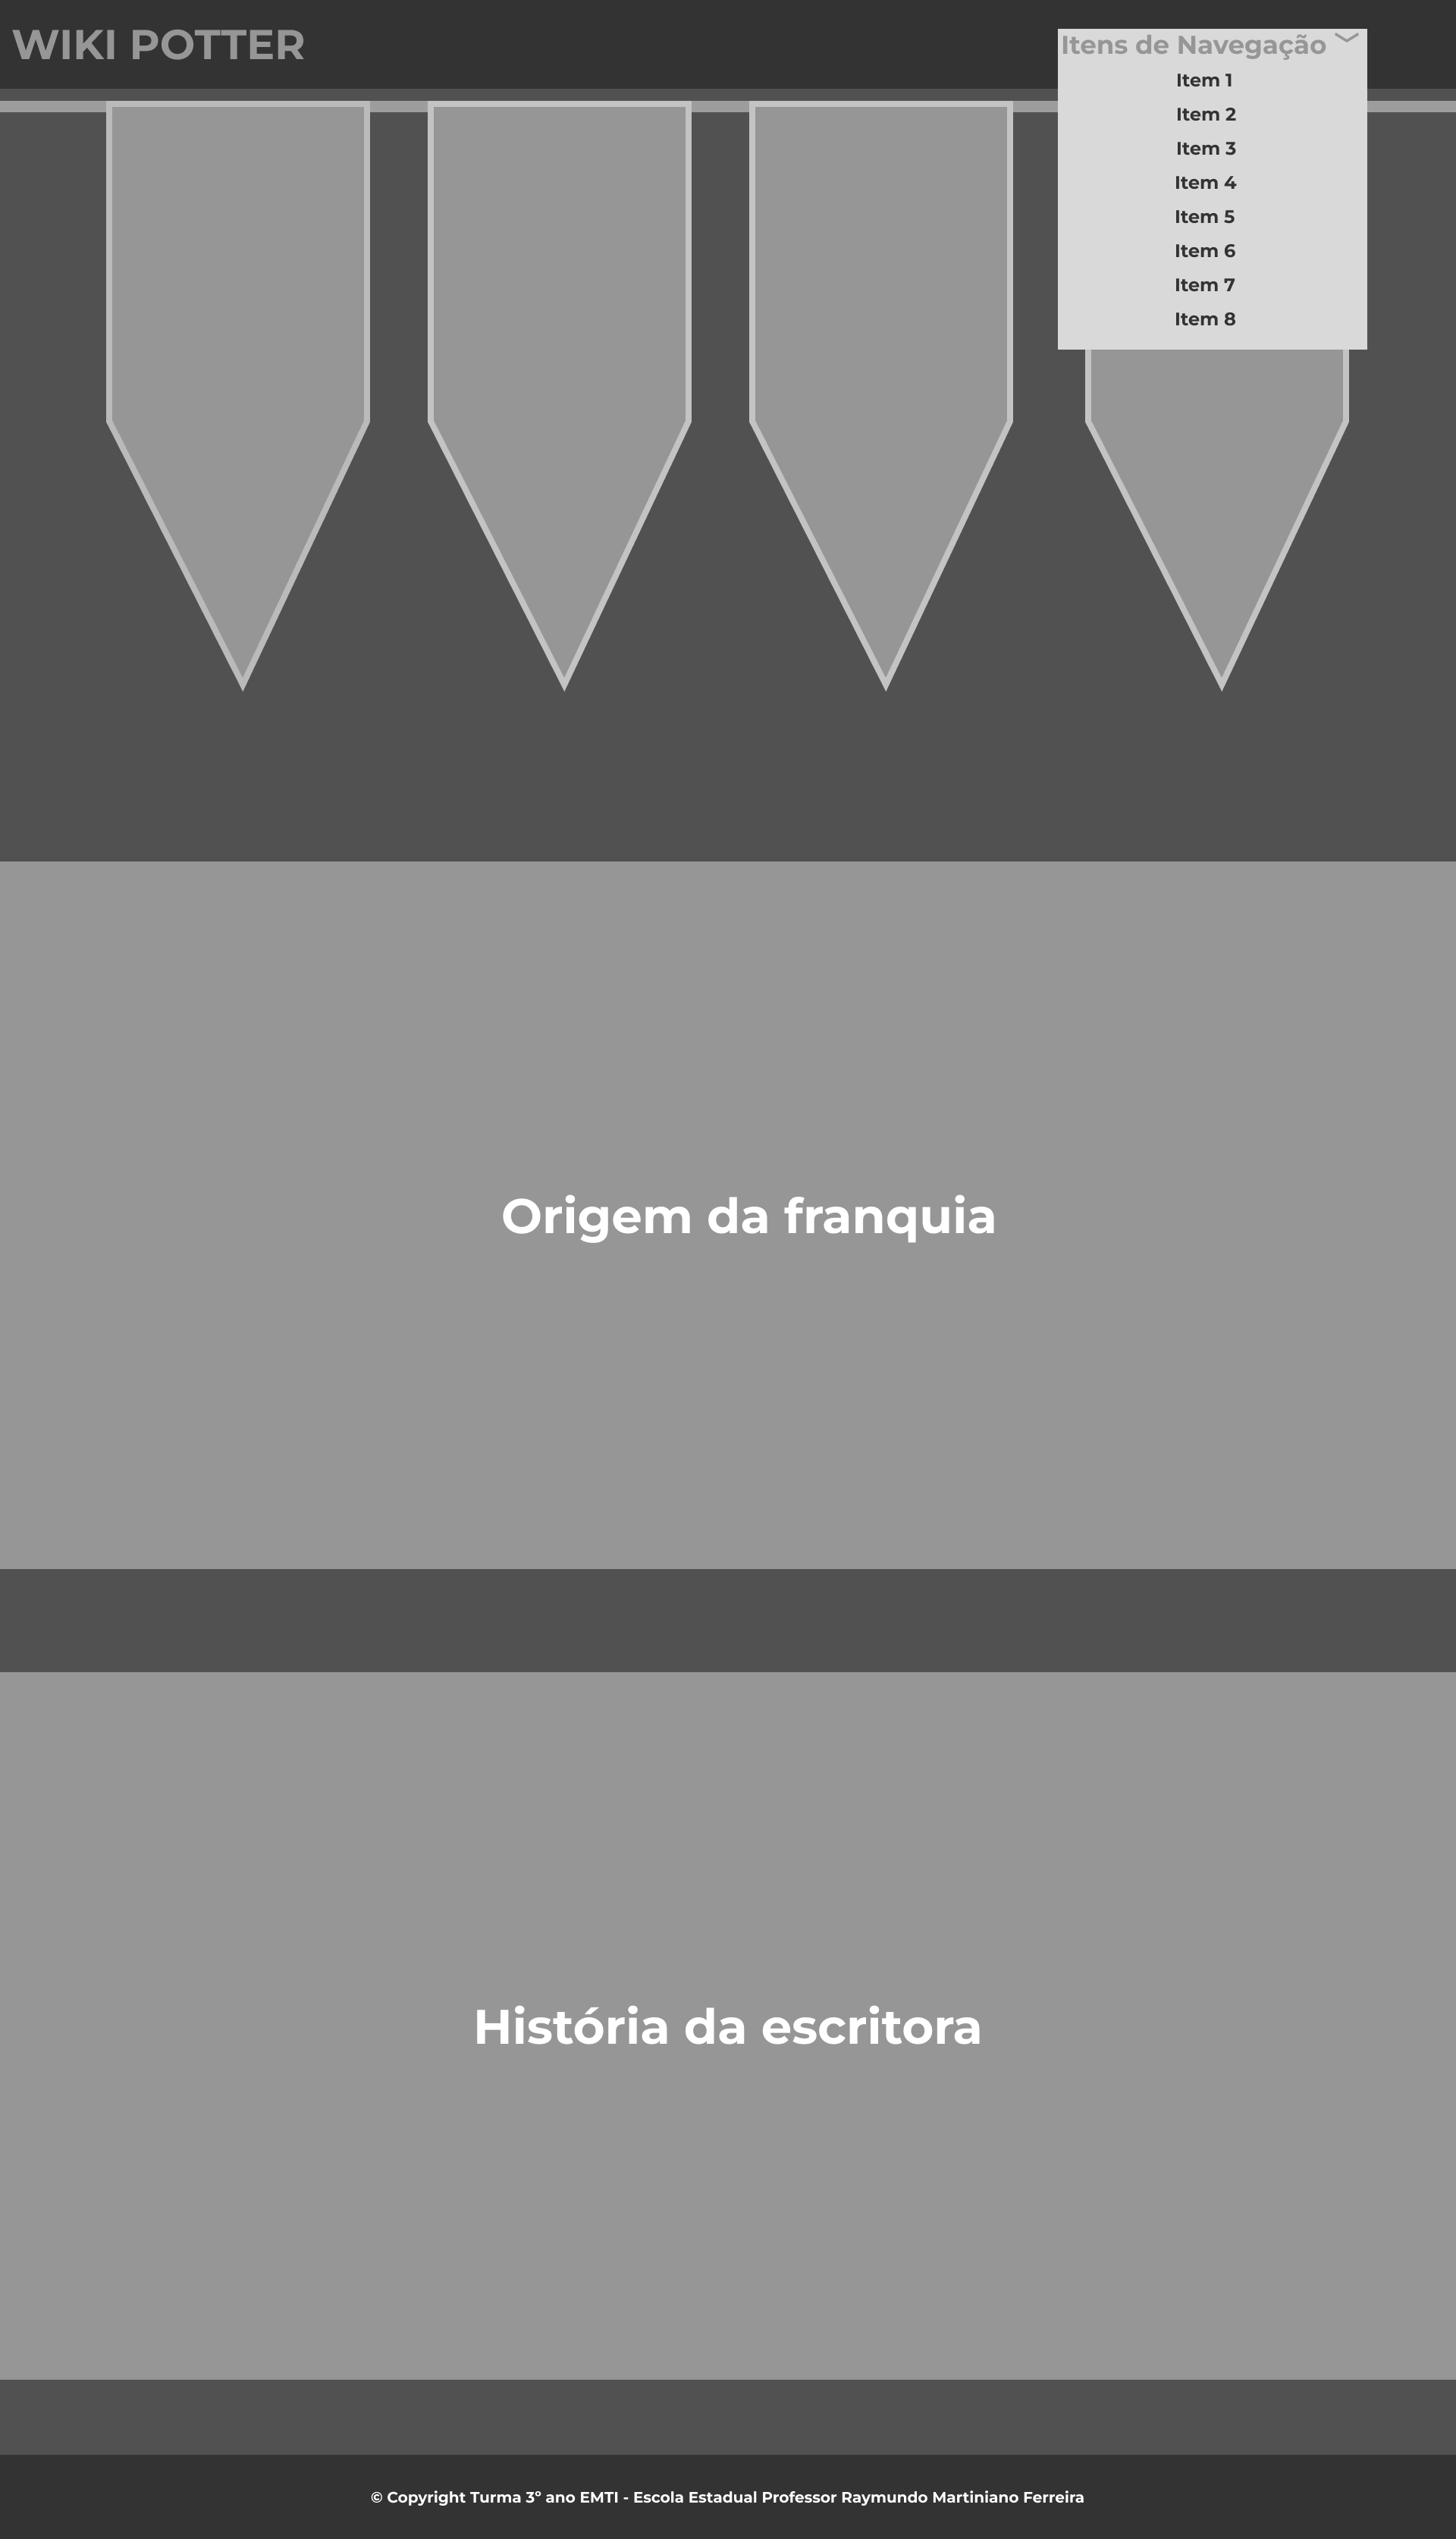 WIKI POTTER
Itens de Navegação
Item 1
Item 2
Item 3
Item 4
Item 5
Item 6
Item 7
Item 8
Origem da franquia
História da escritora
© Copyright Turma 3º ano EMTI - Escola Estadual Professor Raymundo Martiniano Ferreira